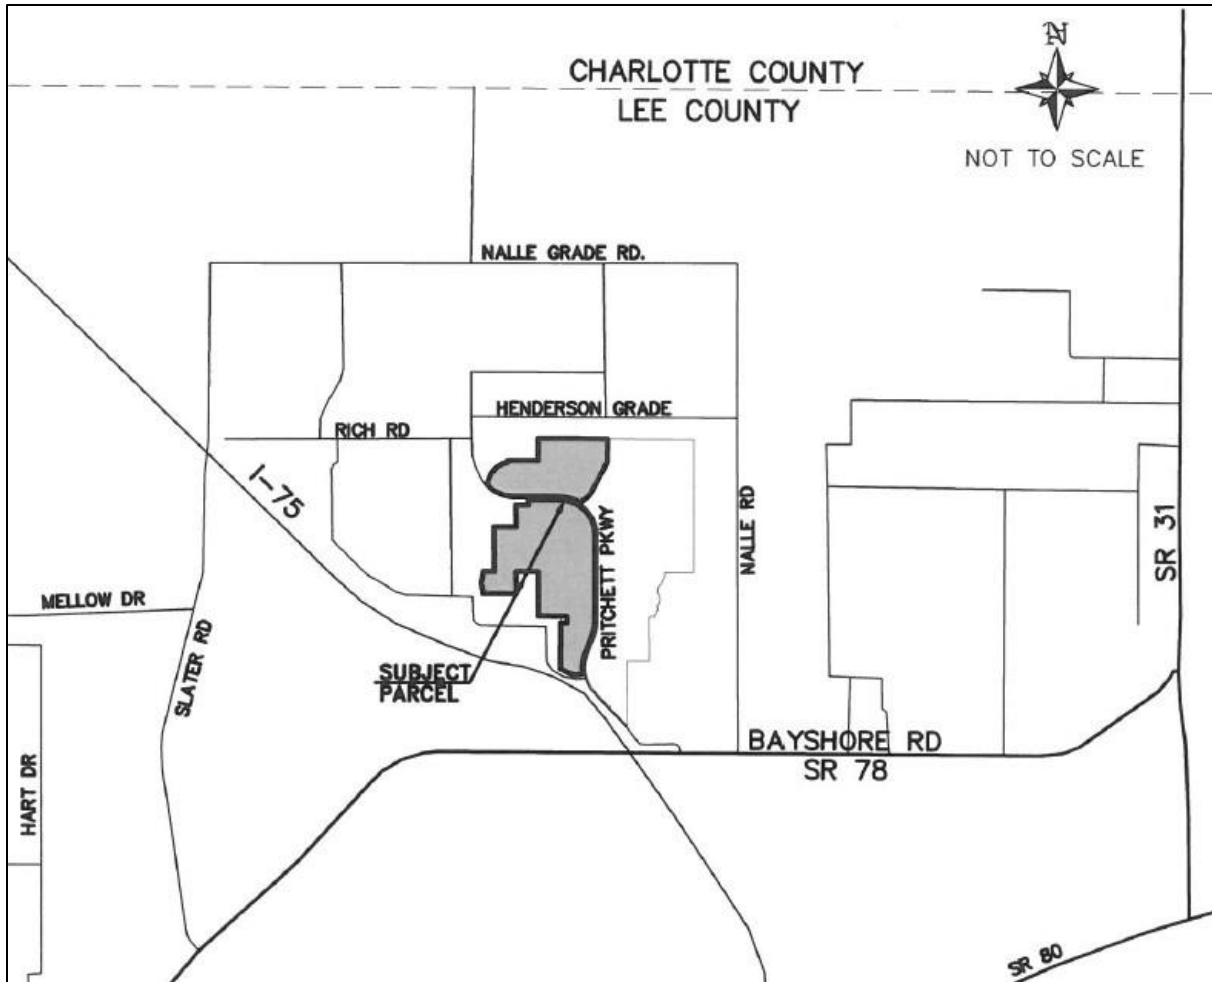 N
CHARLOTTE COUNTY
LEE COUNTY
NOT TO SCALE
NALLE GRADE RD.
HENDERSON GRADE
RICH RD
I-75
NALLE RD
PRITCHETT PKWY
SR 31
MELLOW DR
SLATER RD
SUBJECT
PARCEL
BAYSHORE RD
SR 78
HART DR
SR 80